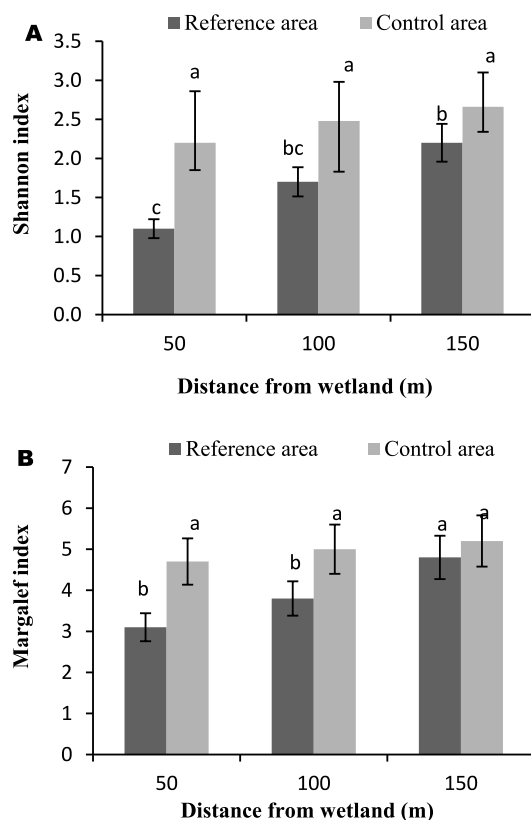 A
Reference area Control area
Shannon index
3.5
3.0
2.5
2.0
1.5
1.0
0.5
0.0
c a bc a b a
50 100 150
Distance from wetland (m)
B
Reference area Control area
Margalef index
7
6
5
4
3
2
1
0
b a b a a a
50 100 150
Distance from wetland (m)